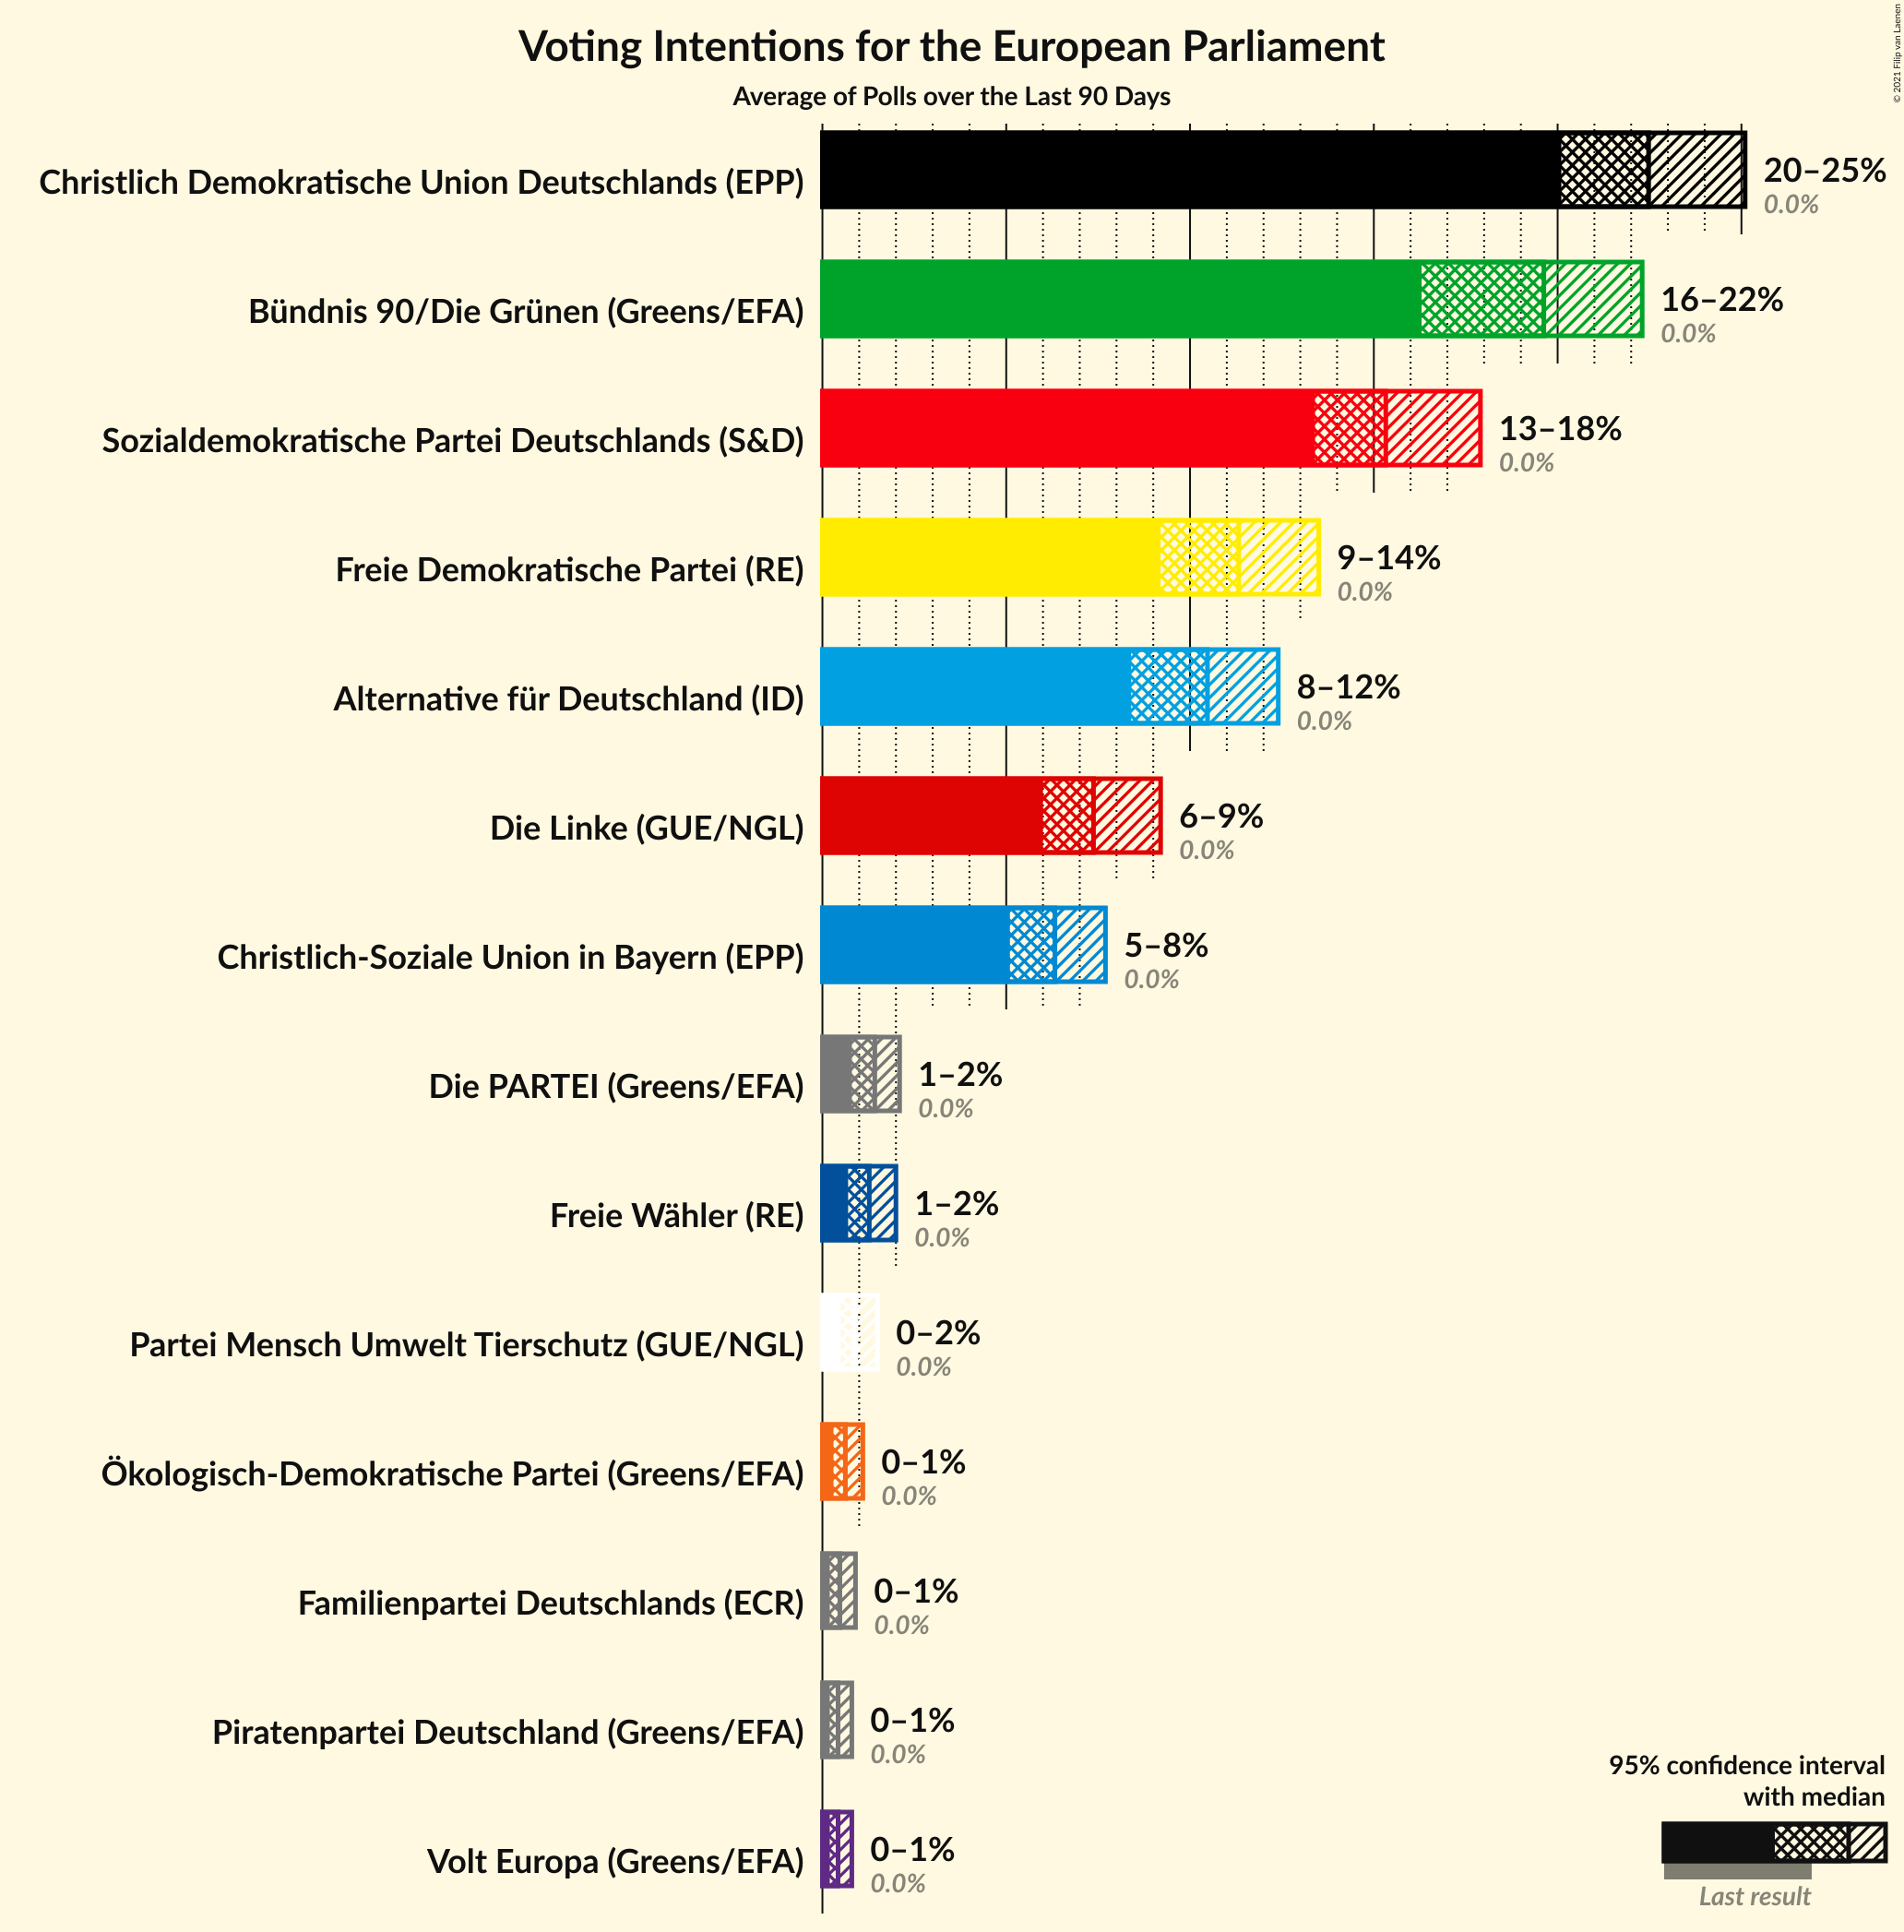 Voting Intentions for the European Parliament
Average of Polls over the Last 90 Days
© 2021 Filip van Laenen
Christlich Demokratische Union Deutschlands (EPP)
20–25%
0.0%
Bündnis 90/Die Grünen (Greens/EFA)
16–22%
0.0%
Sozialdemokratische Partei Deutschlands (S&D)
13–18%
0.0%
Freie Demokratische Partei (RE)
9–14%
0.0%
Alternative für Deutschland (ID)
8–12%
0.0%
Die Linke (GUE/NGL)
6–9%
0.0%
Christlich-Soziale Union in Bayern (EPP)
5–8%
0.0%
Die PARTEI (Greens/EFA)
1–2%
0.0%
Freie Wähler (RE)
1–2%
0.0%
Partei Mensch Umwelt Tierschutz (GUE/NGL)
0–2%
0.0%
Ökologisch-Demokratische Partei (Greens/EFA)
0–1%
0.0%
Familienpartei Deutschlands (ECR)
0–1%
0.0%
Piratenpartei Deutschland (Greens/EFA)
0–1%
0.0%
Volt Europa (Greens/EFA)
0–1%
0.0%
95% confidence interval
with median
Last result